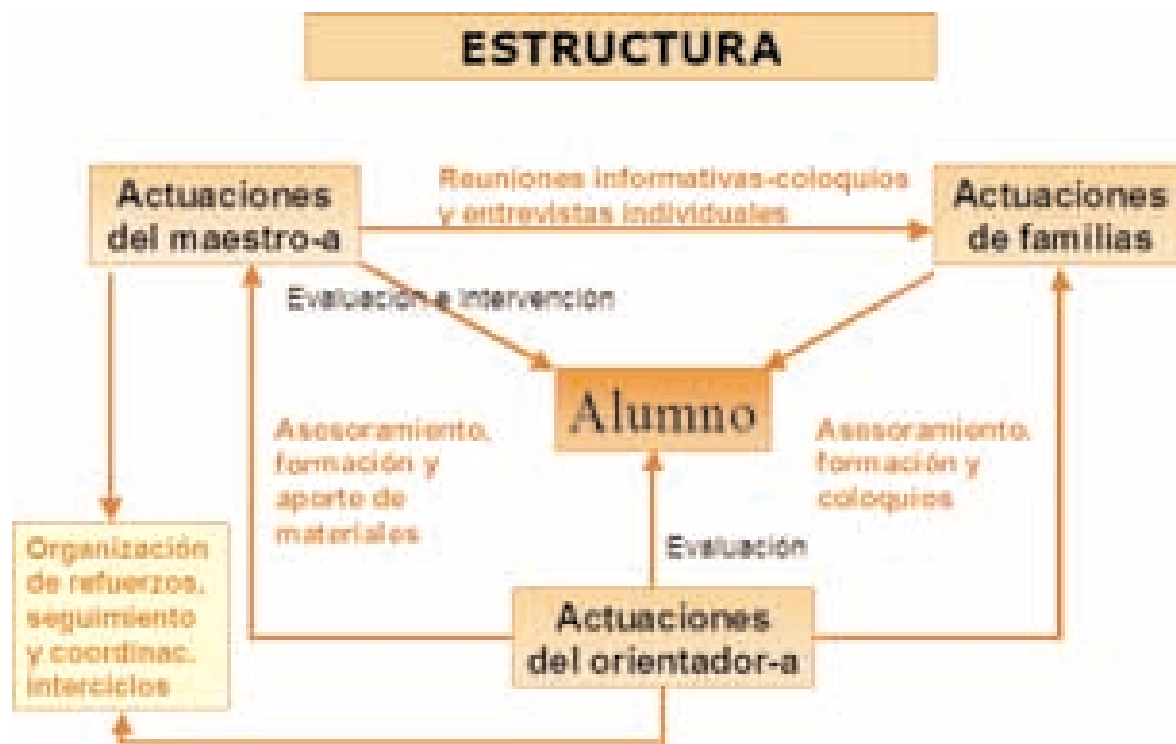 ESTRUCTURA
Actuaciones
del maestro-a
Reuniones informativas-coloquios
y entrevistas individuales
Actuaciones
de familias
Evaluación e Intervención
Alumno
Asesoramiento,
formación y
aporte de
materiales
Asesoramiento,
formación y
coloquios
Organización
de refuerzos,
seguimiento
y coordinac.
interciclos
Evaluación
Actuaciones
del orientador-a